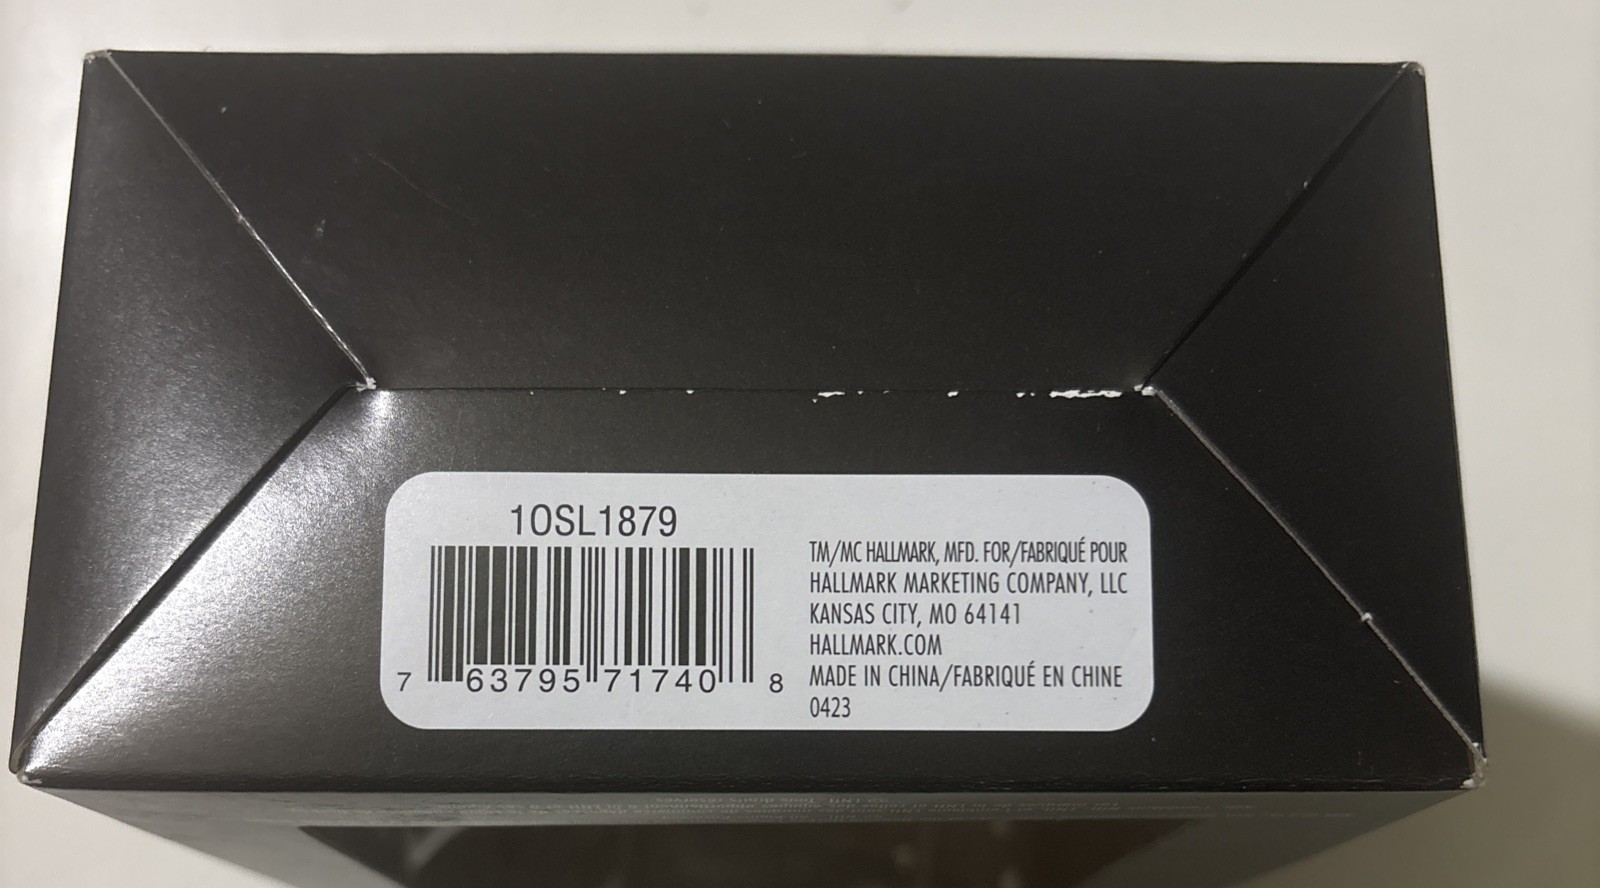 1OSL1879
7 63795 71740 8
TM/MC HALLMARK, MFD. FOR/FABRIQUÉ POUR
HALLMARK MARKETING COMPANY, LLC
KANSAS CITY, MO 64141
HALLMARK.COM
MADE IN CHINA/FABRIQUÉ EN CHINE
0423